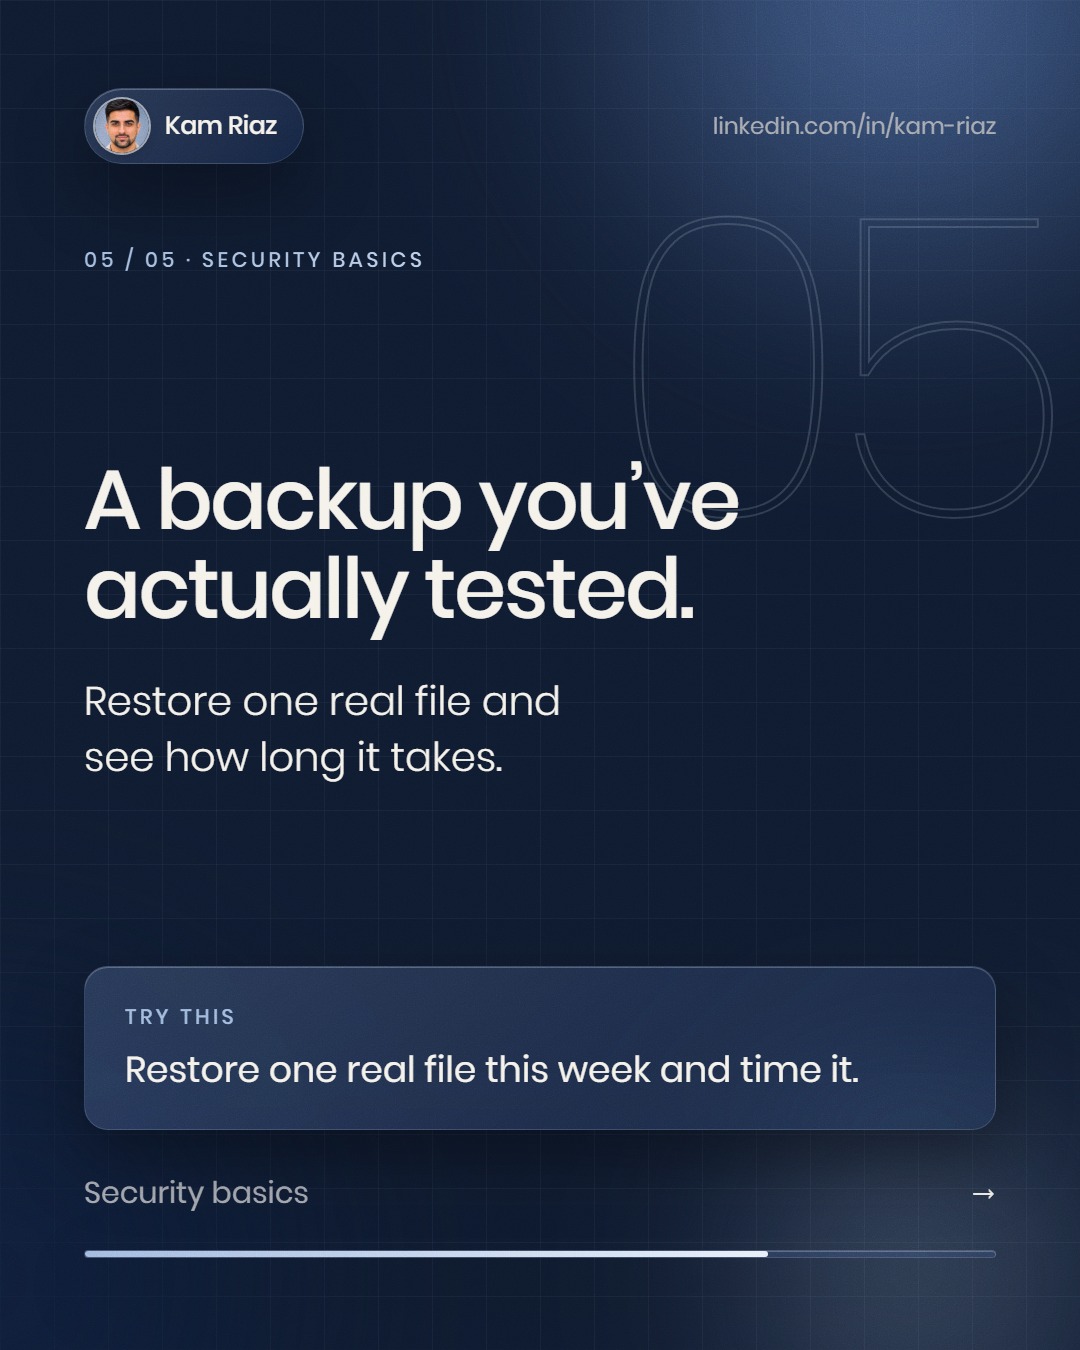 Kam Riaz
linkedin.com/in/kam-riaz
05 / 05 · SECURITY BASICS
05
A backup you’ve
actually tested.
Restore one real file and
see how long it takes.
TRY THIS
Restore one real file this week and time it.
Security basics
→